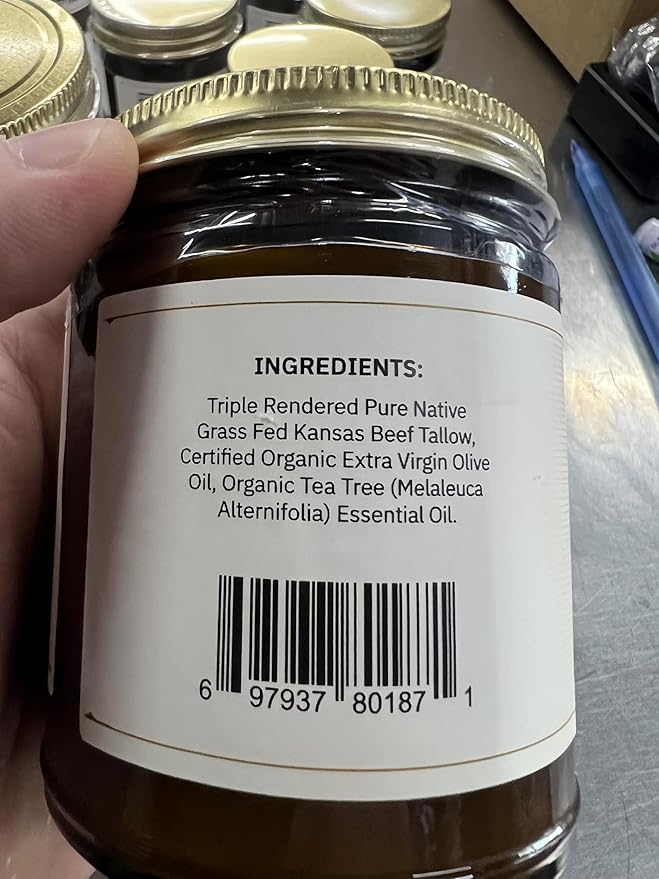 INGREDIENTS:
Triple Rendered Pure Native
Grass Fed Kansas Beef Tallow,
Certified Organic Extra Virgin Olive
Oil, Organic Tea Tree (Melaleuca
Alternifolia) Essential Oil.
6 97937 80187 1